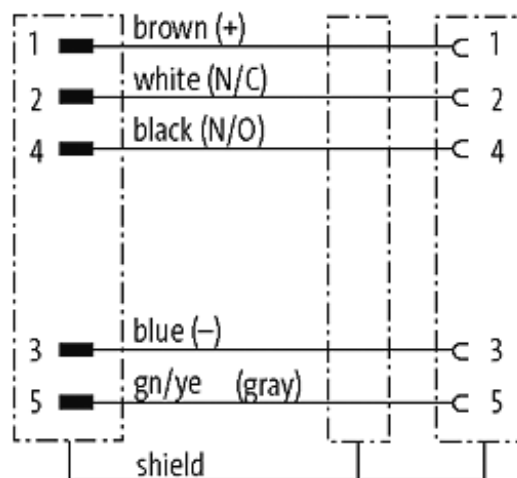 1 brown (+) 1
2 white (N/C) 2
4 black (N/O) 4
3 blue (–) 3
5 gn/ye (gray) 5
shield